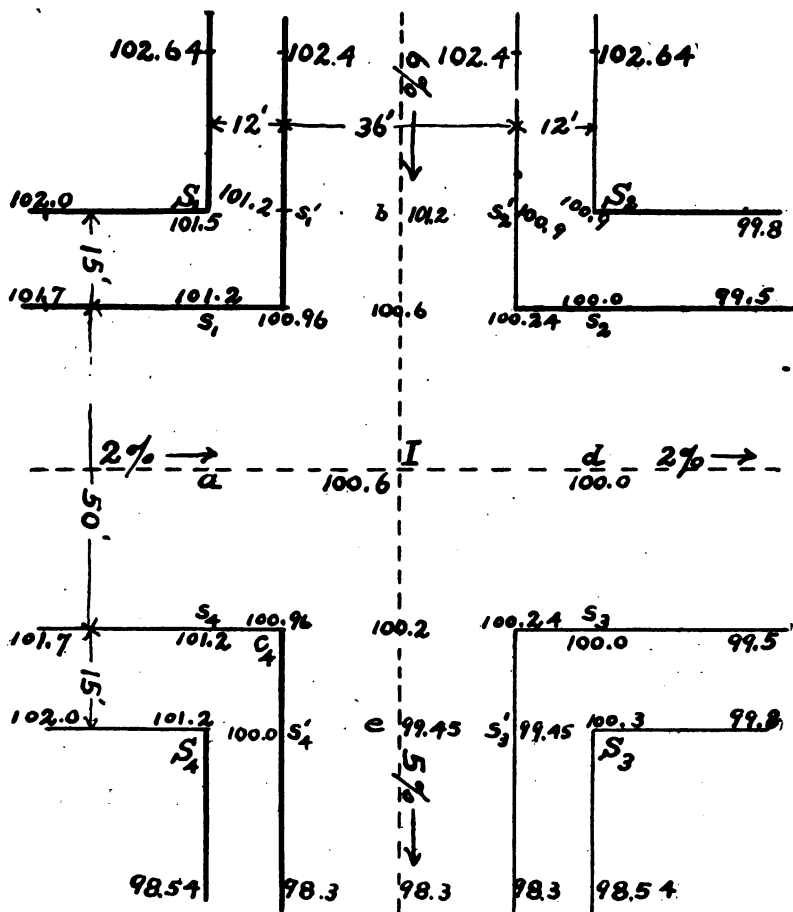 102.64 102.4 102.4 6% 102.64
12' 36' 12'
102.0 S₁ 101.2 s₁' b 101.2 s₂' 100.9 100.9 S₂
101.5 99.8
15'
101.7 101.2 100.0 99.5
s₁ 100.96 100.6 100.24 s₂
2% I d 2%
a 100.6 100.0
50'
s₄ 100.96 100.2 100.24 s₃
101.7 101.2 C₄ 100.0 99.5
15'
102.0 101.2 100.0 s₄' e 99.45 s₃' 99.45 100.3 99.8
S₄ 5% S₃
98.54 98.3 98.3 98.3 98.54